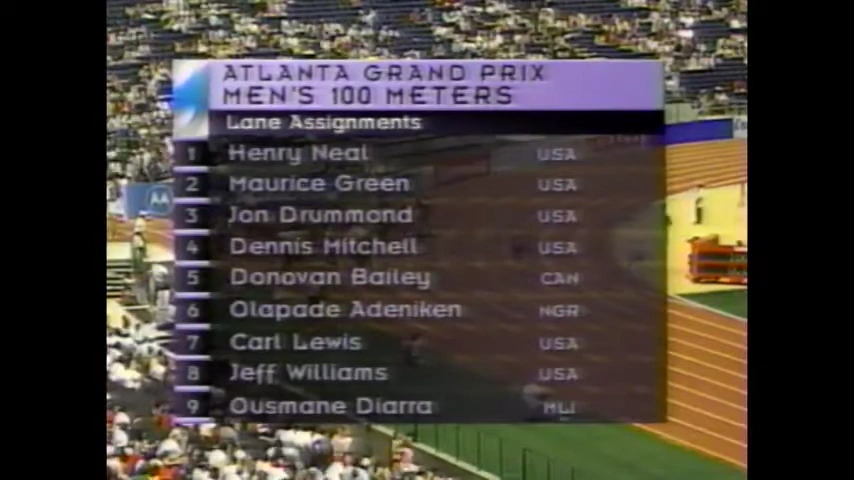 ATLANTA GRAND PRIX
MEN'S 100 METERS
Lane Assignments
1 Henry Neal USA
2 Maurice Green USA
3 Jon Drummond USA
4 Dennis Mitchell USA
5 Donovan Bailey CAN
6 Olapade Adeniken NGR
7 Carl Lewis USA
8 Jeff Williams USA
9 Ousmane Diarra MLI